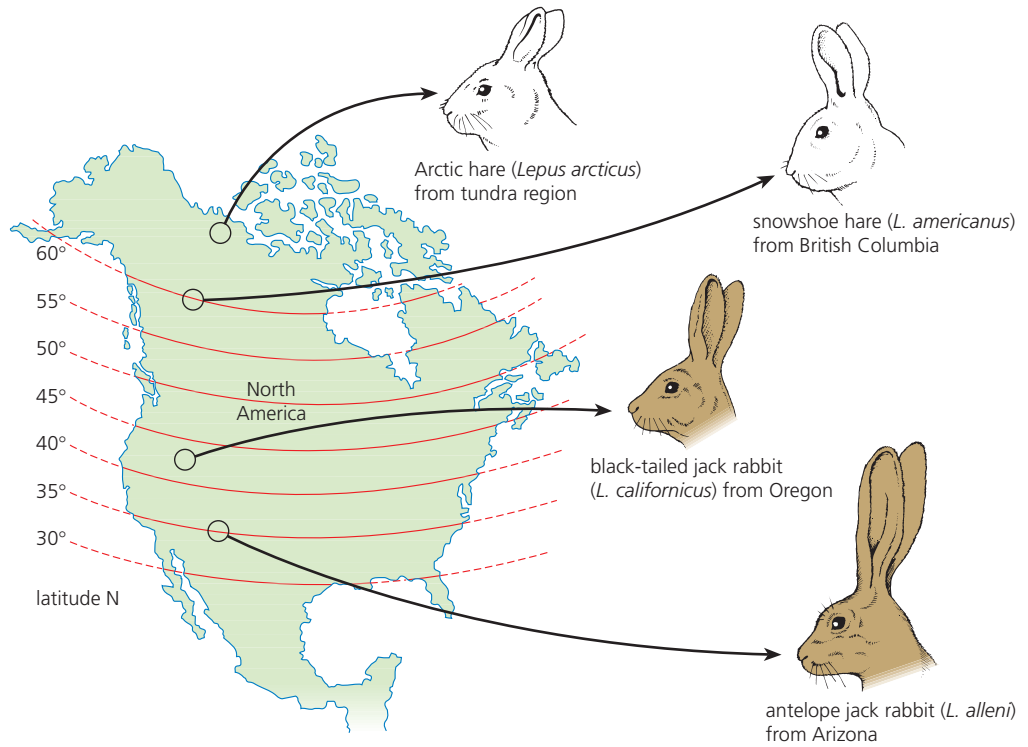 Arctic hare (Lepus arcticus)
from tundra region
snowshoe hare (L. americanus)
from British Columbia
60°
55°
50°
45°
40°
35°
30°
latitude N
North
America
black-tailed jack rabbit
(L. californicus) from Oregon
antelope jack rabbit (L. alleni)
from Arizona